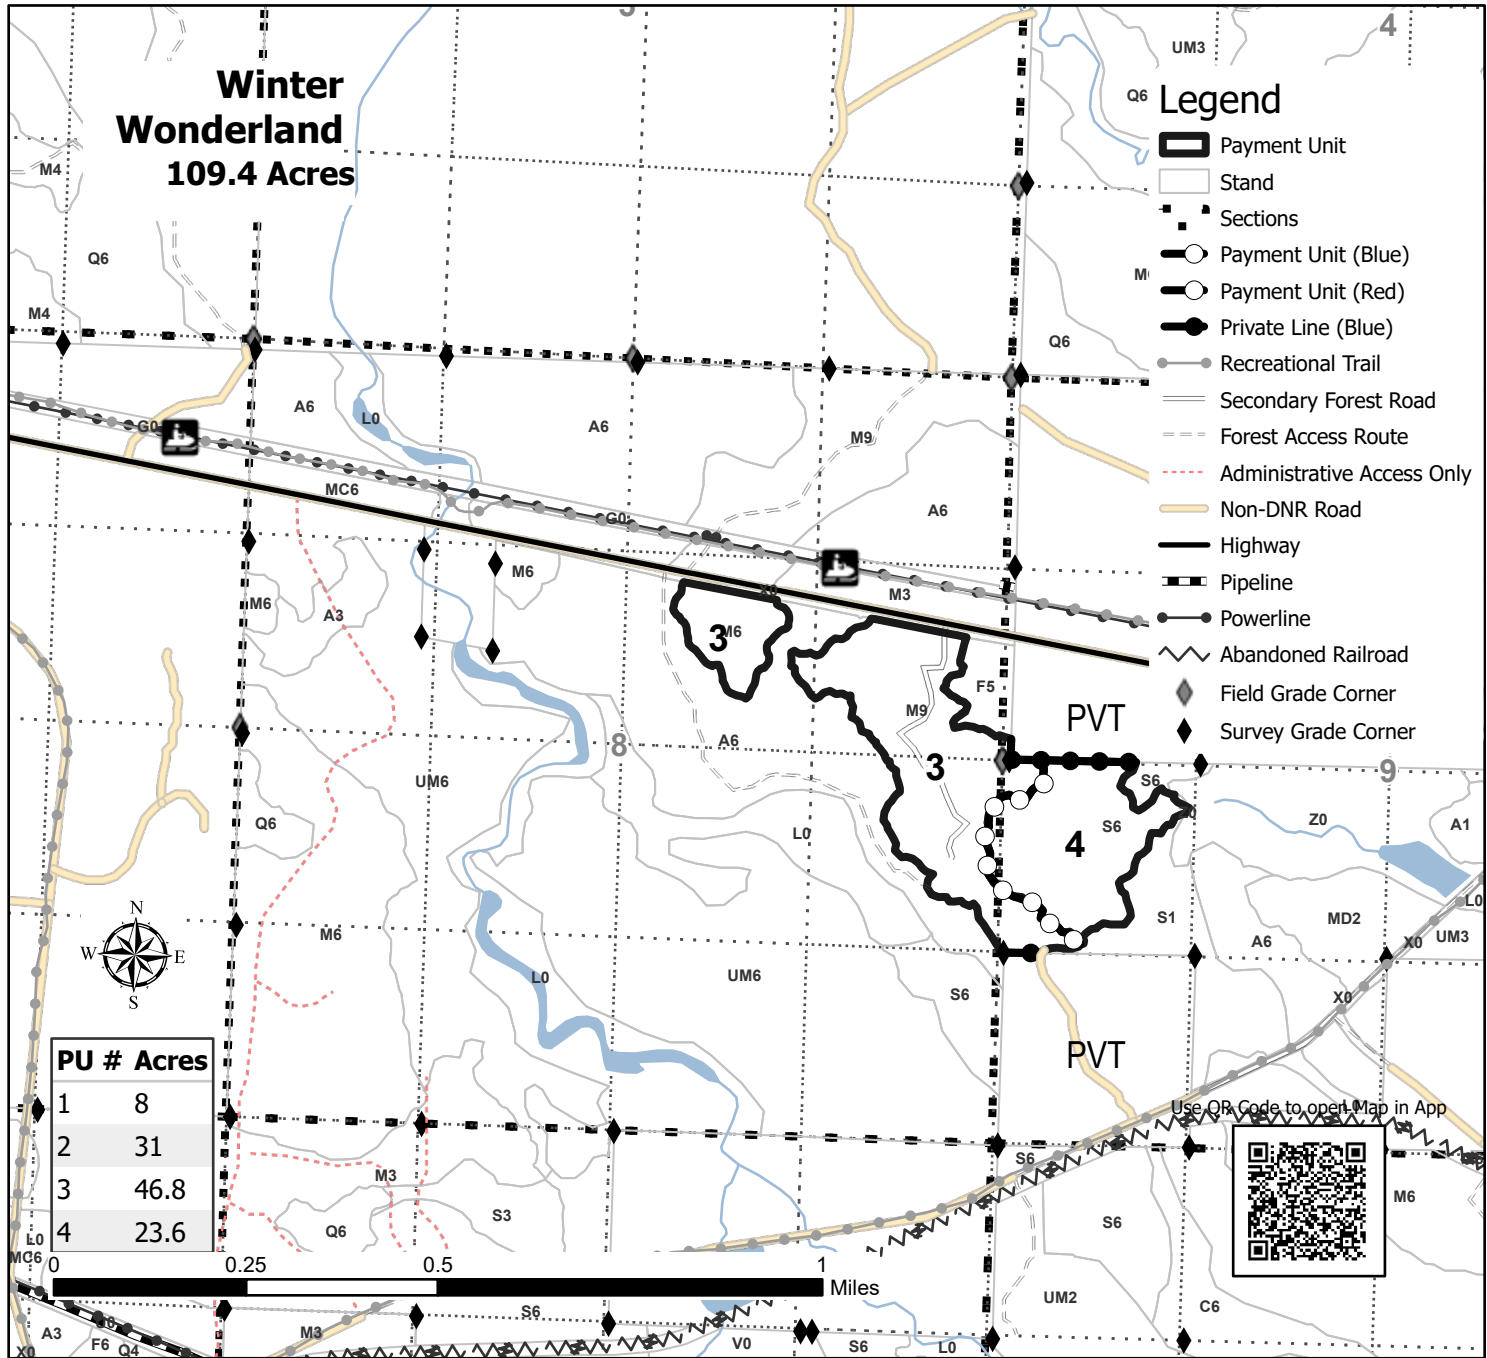 Winter
Wonderland
109.4 Acres
Legend
Payment Unit
Stand
Sections
Payment Unit (Blue)
Payment Unit (Red)
Private Line (Blue)
Recreational Trail
Secondary Forest Road
Forest Access Route
Administrative Access Only
Non-DNR Road
Highway
Pipeline
Powerline
Abandoned Railroad
Field Grade Corner
Survey Grade Corner
4
UM3
Q6
M4
Q6
M4
Q6
A6
L0
A6
M9
G0
MC6
G0
A6
M6
M6
A3
X0
M3
3
M6
F5
M9
PVT
8
A6
3
9
S6
UM6
Q6
L0
S6
4
Z0
A1
S1
MD2
L0
UM3
X0
A6
M6
L0
UM6
S6
X0
N
W
E
S
PVT
PU # Acres
1 8
2 31
3 46.8
4 23.6
Use QR Code to open Map in App
L0
S6
M3
M6
S3
Q6
S6
L0
MC6
0 0.25 0.5 1
Miles
UM2
C6
S6
A3
F6
Q4
X0
M3
V0
S6
L0